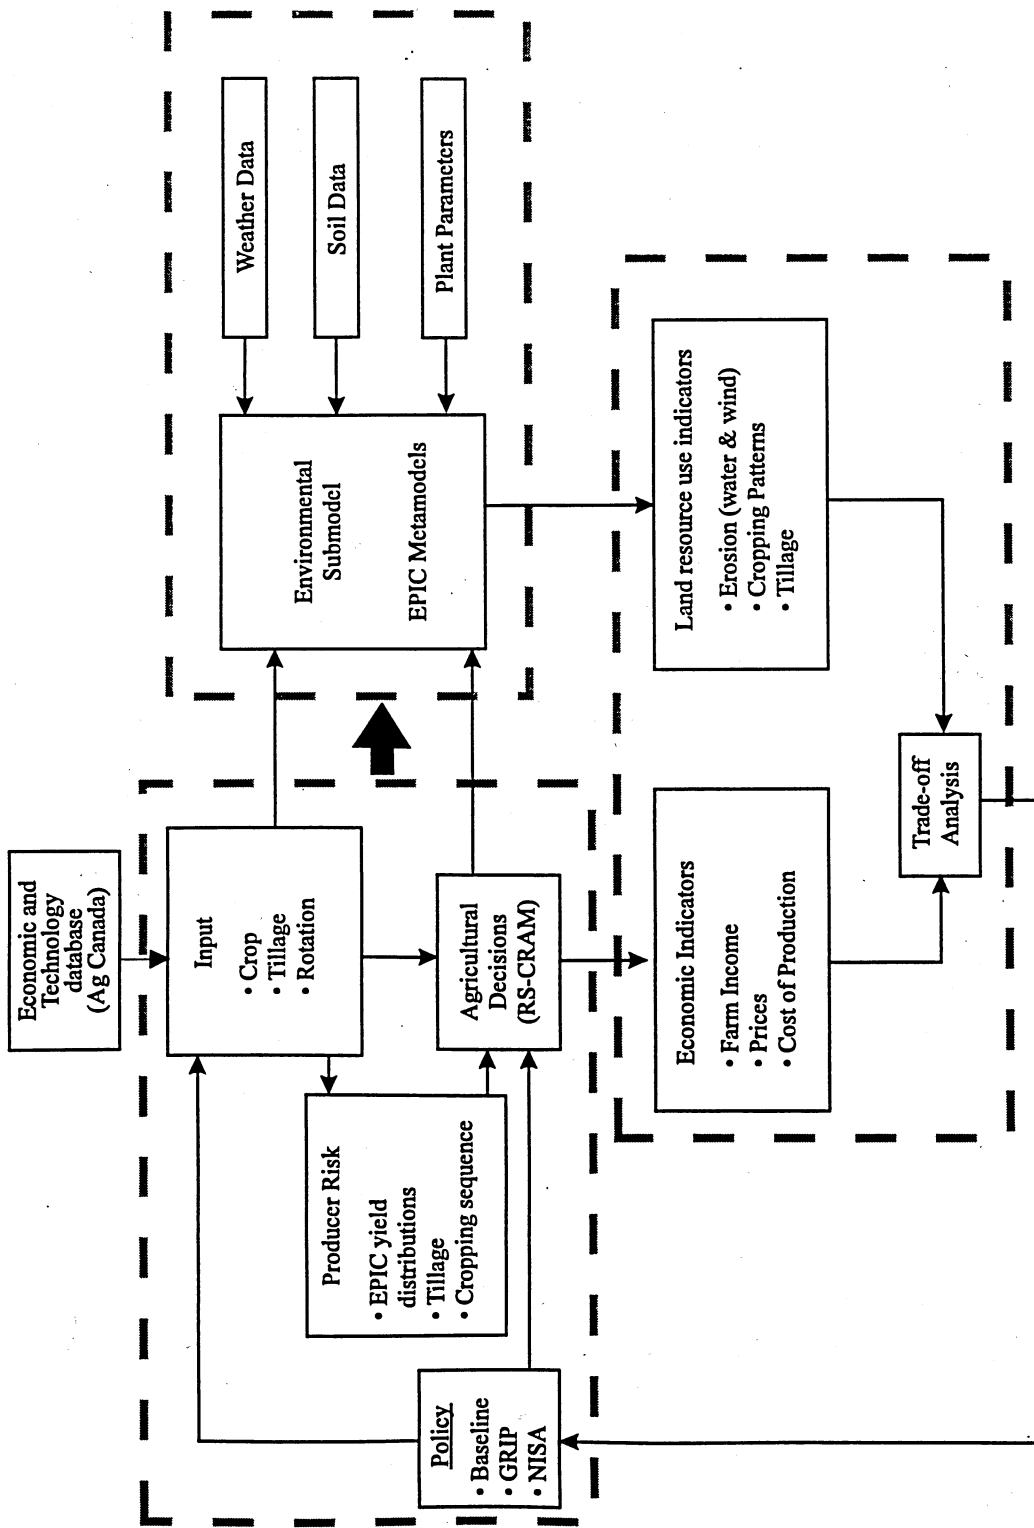 Economic and
Technology
database
(Ag Canada)
Input
• Crop
• Tillage
• Rotation
Producer Risk
• EPIC yield
distributions
• Tillage
• Cropping sequence
Policy
• Baseline
• GRIP
• NISA
Agricultural
Decisions
(RS-CRAM)
Environmental
Submodel
EPIC Metamodels
Weather Data
Soil Data
Plant Parameters
Economic Indicators
• Farm Income
• Prices
• Cost of Production
Land resource use indicators
• Erosion (water & wind)
• Cropping Patterns
• Tillage
Trade-off
Analysis